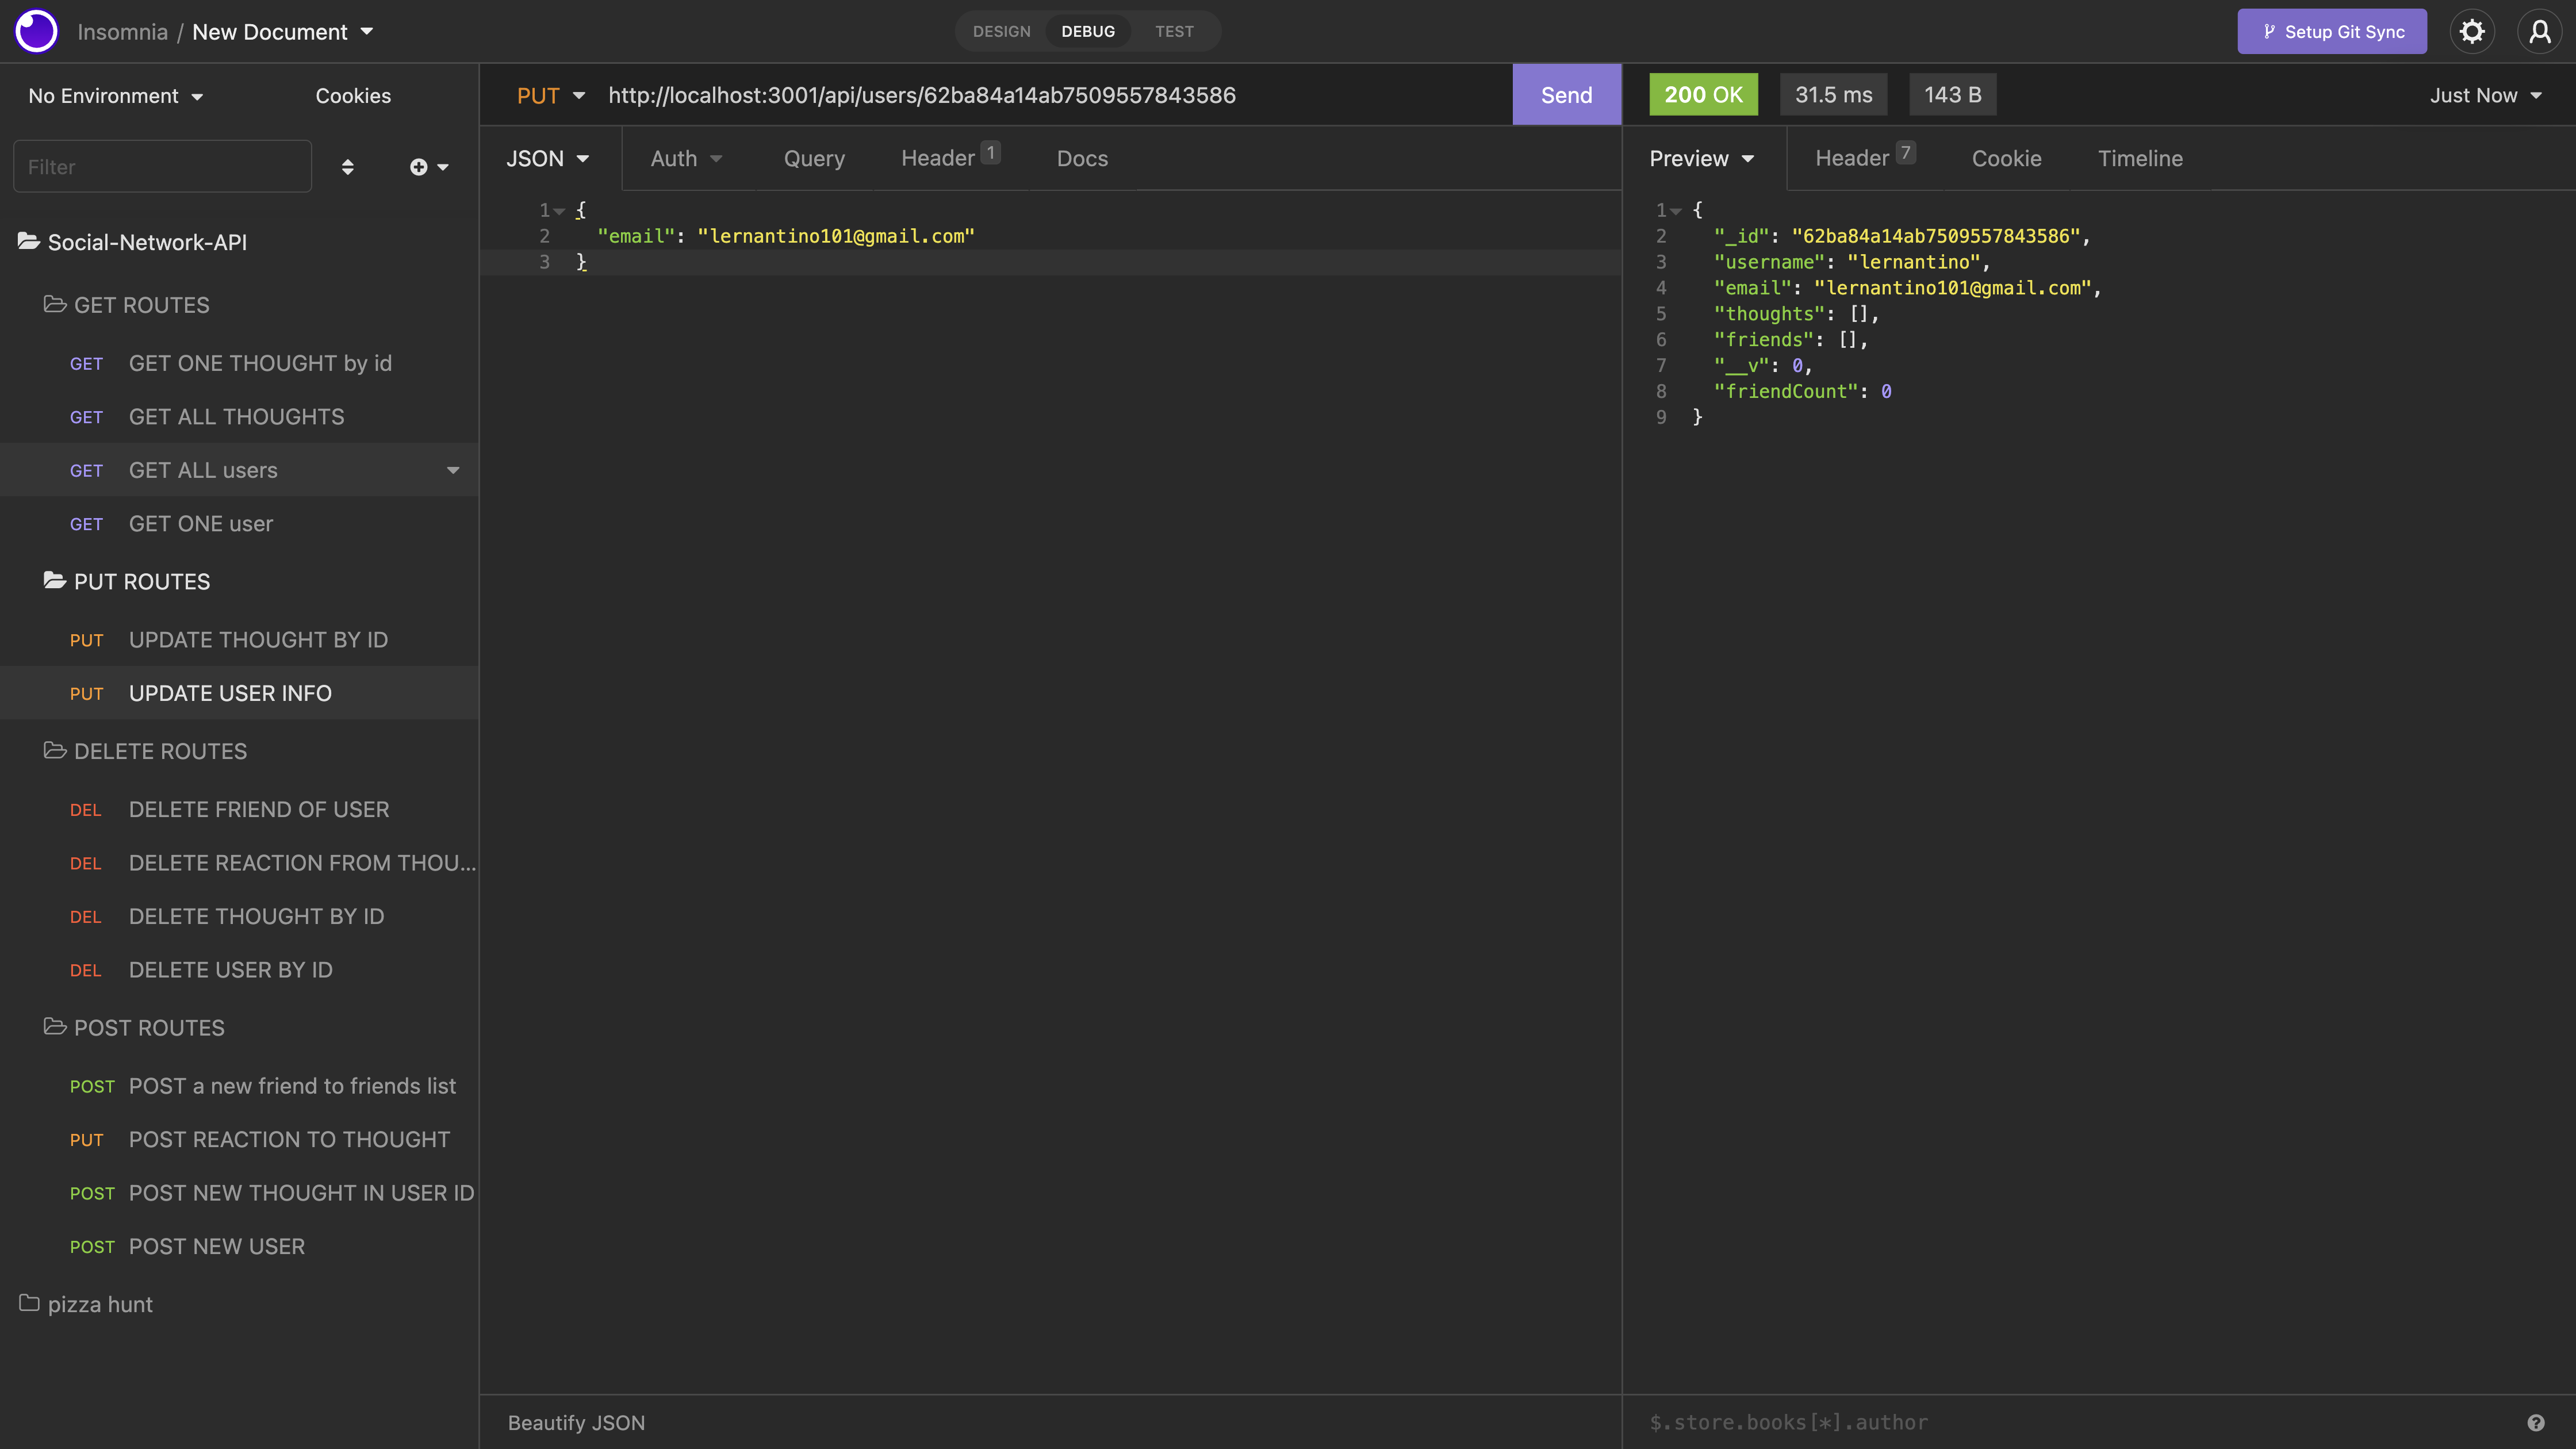 Insomnia / New Document
DESIGN DEBUG TEST
Setup Git Sync
No Environment Cookies
PUT http://localhost:3001/api/users/62ba84a14ab7509557843586 Send
200 OK 31.5 ms 143 B Just Now
Filter
JSON Auth Query Header 1 Docs
Preview Header 7 Cookie Timeline
1 {
2 "email": "lernantino101@gmail.com"
3 }
1 {
2 "_id": "62ba84a14ab7509557843586",
3 "username": "lernantino",
4 "email": "lernantino101@gmail.com",
5 "thoughts": [],
6 "friends": [],
7 "__v": 0,
8 "friendCount": 0
9 }
Social-Network-API
GET ROUTES
GET GET ONE THOUGHT by id
GET GET ALL THOUGHTS
GET GET ALL users
GET GET ONE user
PUT ROUTES
PUT UPDATE THOUGHT BY ID
PUT UPDATE USER INFO
DELETE ROUTES
DEL DELETE FRIEND OF USER
DEL DELETE REACTION FROM THOU...
DEL DELETE THOUGHT BY ID
DEL DELETE USER BY ID
POST ROUTES
POST POST a new friend to friends list
PUT POST REACTION TO THOUGHT
POST POST NEW THOUGHT IN USER ID
POST POST NEW USER
pizza hunt
Beautify JSON
$.store.books[*].author